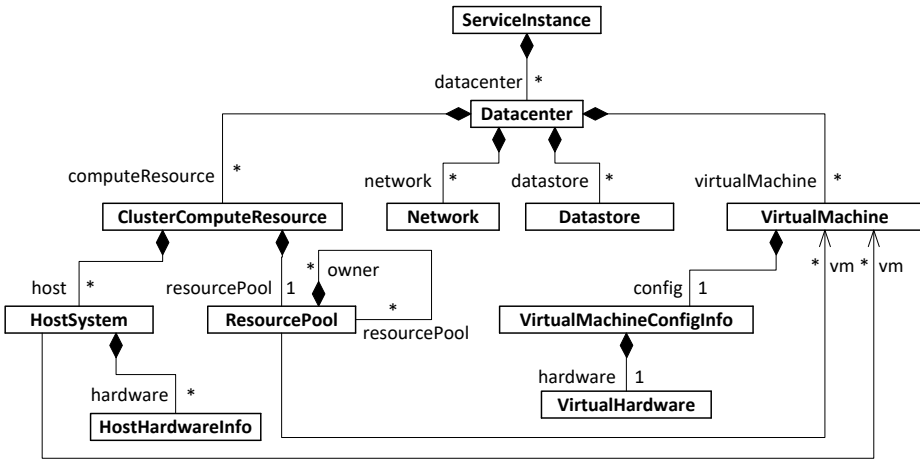 ServiceInstance
datacenter *
Datacenter
computeResource *
network *
datastore *
virtualMachine *
ClusterComputeResource
Network
Datastore
VirtualMachine
* owner
* vm * vm
host *
resourcePool 1
config 1
*
HostSystem
ResourcePool
resourcePool
VirtualMachineConfigInfo
hardware *
hardware 1
HostHardwareInfo
VirtualHardware